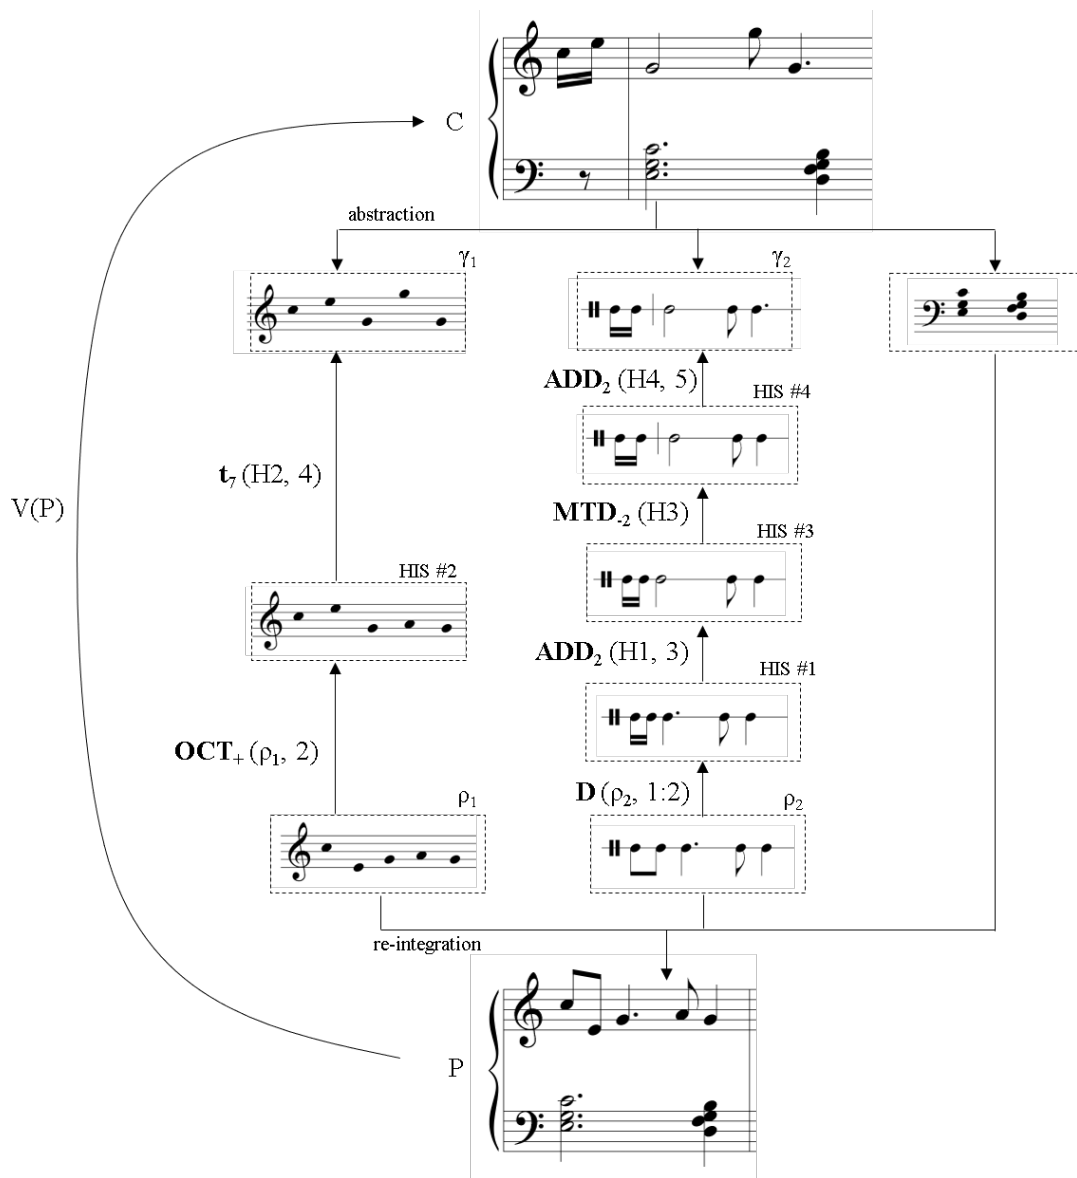 C
abstraction
γ₁
γ₂
ADD₂ (H4, 5)
HIS #4
t₇ (H2, 4)
V(P)
MTD₋₂ (H3)
HIS #3
HIS #2
ADD₂ (H1, 3)
HIS #1
OCT₊ (ρ₁, 2)
D (ρ₂, 1:2)
ρ₁
ρ₂
re-integration
P